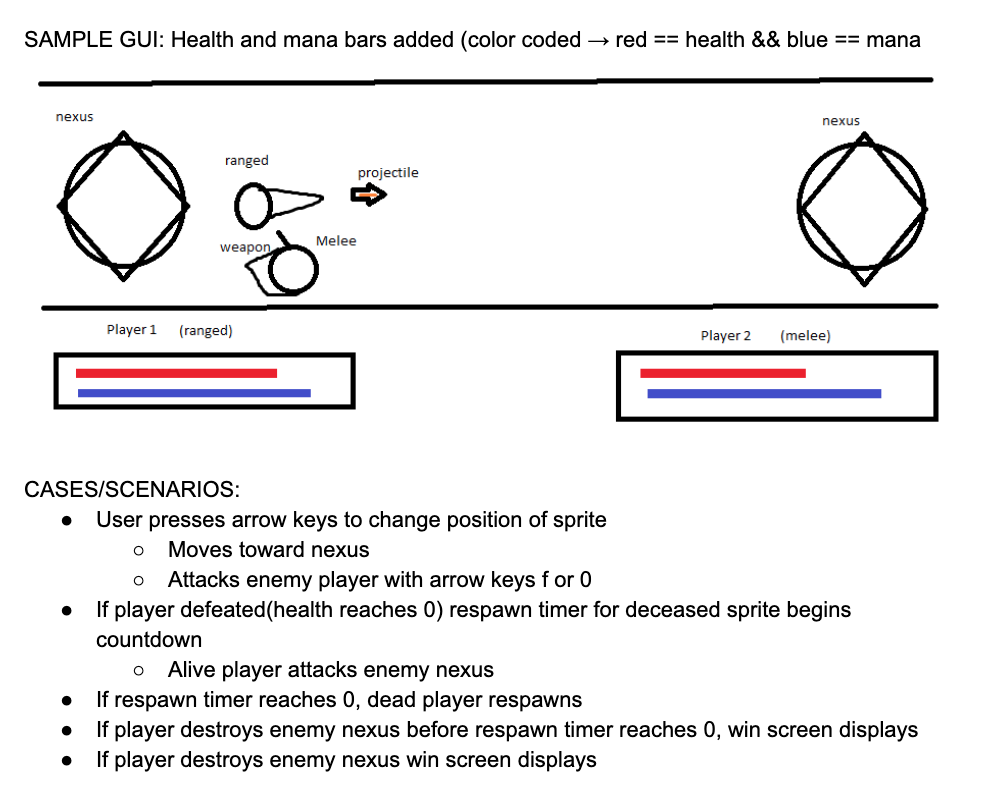 SAMPLE GUI: Health and mana bars added (color coded → red == health && blue == mana
nexus
nexus
ranged
projectile
weapon
Melee
Player 1 (ranged)
Player 2 (melee)
CASES/SCENARIOS:
● User presses arrow keys to change position of sprite
○ Moves toward nexus
○ Attacks enemy player with arrow keys f or 0
● If player defeated(health reaches 0) respawn timer for deceased sprite begins
countdown
○ Alive player attacks enemy nexus
● If respawn timer reaches 0, dead player respawns
● If player destroys enemy nexus before respawn timer reaches 0, win screen displays
● If player destroys enemy nexus win screen displays